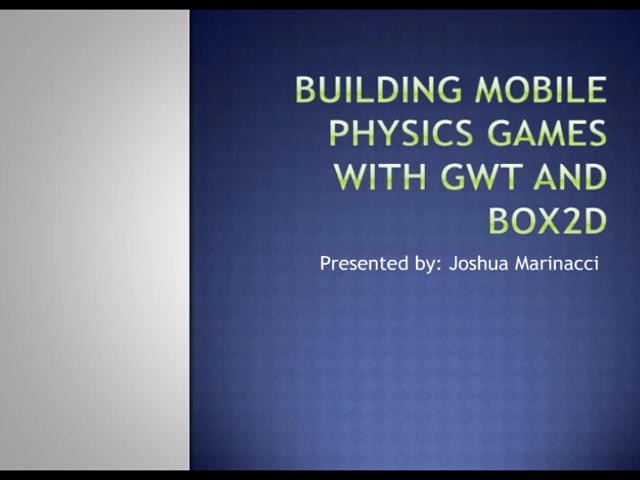 BUILDING MOBILE
PHYSICS GAMES
WITH GWT AND
BOX2D
Presented by: Joshua Marinacci